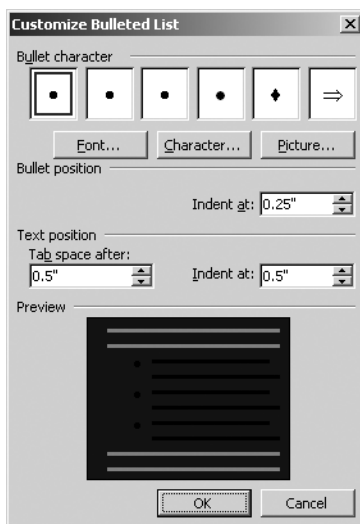 Customize Bulleted List
Bullet character
Font... Character... Picture...
Bullet position
Indent at: 0.25"
Text position
Tab space after:
0.5" Indent at: 0.5"
Preview
OK Cancel